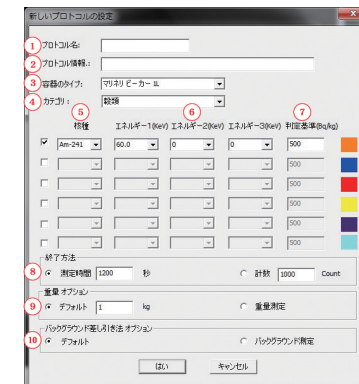 新しいプロトコルの設定
1 プロトコル名:
2 プロトコル情報.:
3 容器のタイプ: マリネリ ビーカー 1L
4 カテゴリ : 穀類
5 6 7
核種 エネルギー1(KeV) エネルギー2(KeV) エネルギー3(KeV) 判定基準(Bq/kg)
Am-241 60.0 0 0 500
500
500
500
500
500
終了方法
8 測定時間 1200 秒 計数 1000 Count
重量 オプション
9 デフォルト 1 kg 重量測定
バックグラウンド差し引き法 オプション
10 デフォルト バックグラウンド測定
はい キャンセル